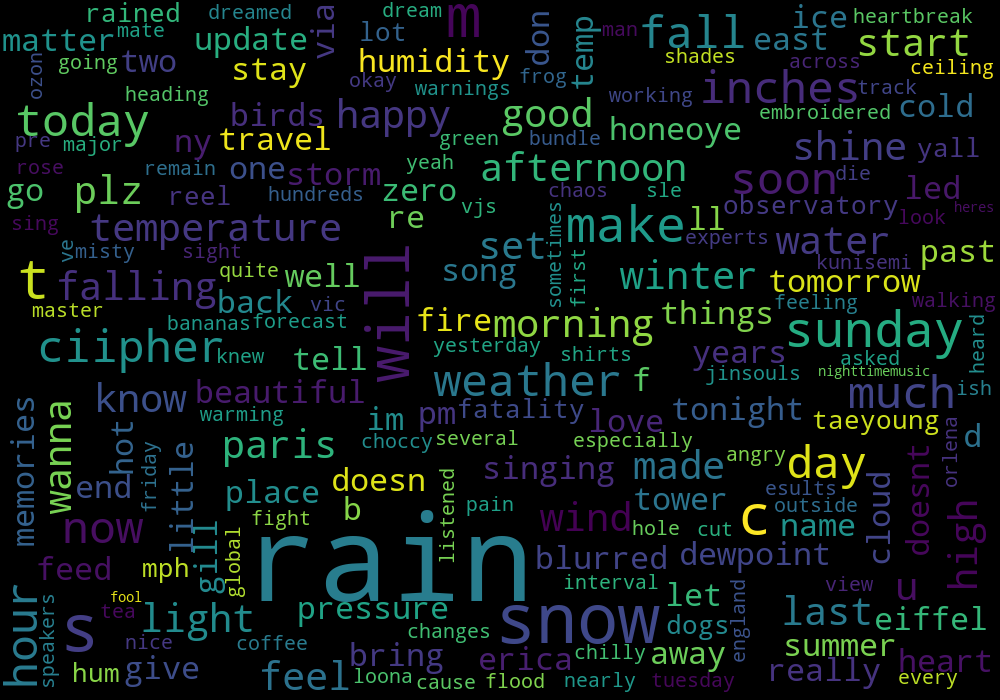 rained dreamed via dream m man ice heartbreak
matter mate update lot don temp fall east start
ozon going two stay humidity shades across ceiling
heading okay frog warnings working inches track
today birds happy good embroidered cold
pre major ny travel green bundle honeoye shine yall
rose remain one storm yeah afternoon soon die led
go plz reel hundreds zero vjs chaos sle observatory look heres
sing temperature re set sometimes make ll experts water past
ve misty sight quite well song first winter kunisemi tomorrow
t falling back vic will feeling walking
master bananas forecast fire morning things sunday
ciipher knew tell yesterday shirts years asked heard
beautiful weather f jinsouls nighttimemusic much ish
memories wanna know warming im pm fatality love tonight taeyoung
hot paris choccy several especially d
end friday little doesn singing made angry day orlena
place b listened pain tower esults outside cloud doesnt high
now fight wind hole cut c name
feed mph gill global rain blurred dewpoint
hour fool interval view u
speakers s tea light pressure snow let last eiffel
nice coffee changes dogs england summer
hum give bring erica chilly away really heart
feel loona cause flood nearly tuesday every